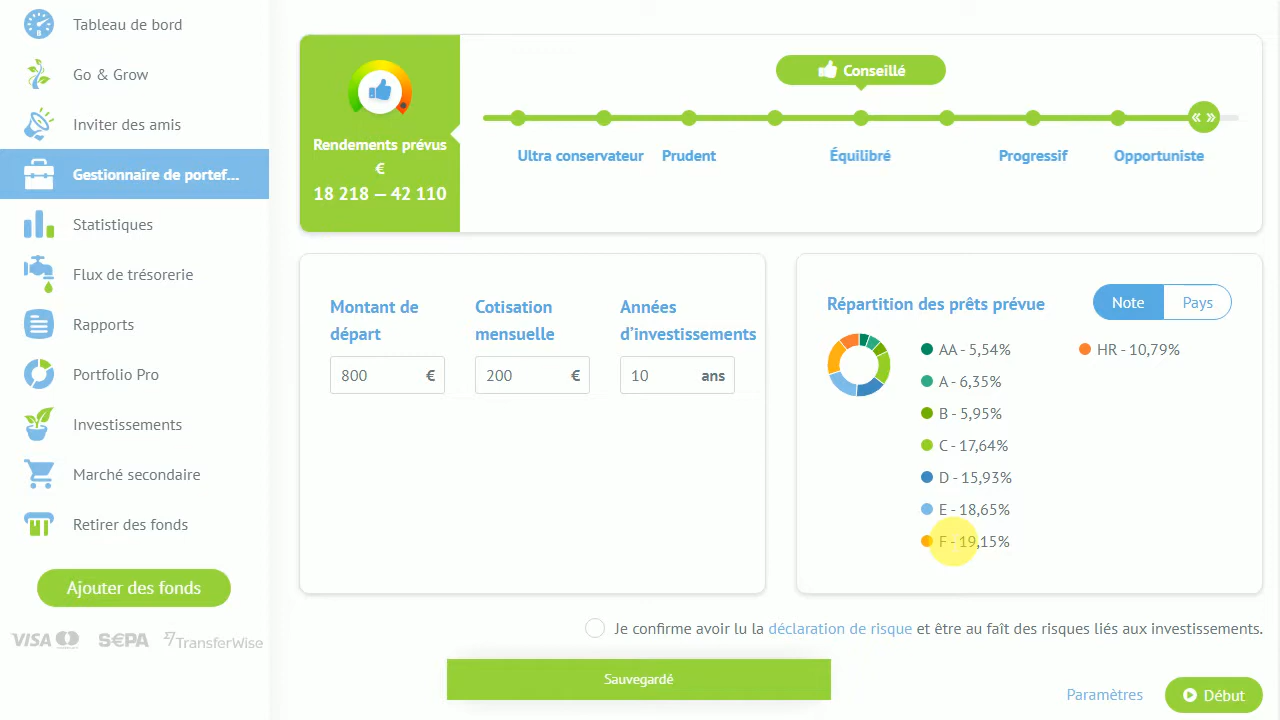 Tableau de bord
Go & Grow
Inviter des amis
Gestionnaire de portef...
Statistiques
Flux de trésorerie
Rapports
Portfolio Pro
Investissements
Marché secondaire
Retirer des fonds
Ajouter des fonds
VISA SEPA TransferWise
Rendements prévus
€
18 218 — 42 110
Conseillé
« »
Ultra conservateur Prudent Équilibré Progressif Opportuniste
Montant de départ
800 €
Cotisation mensuelle
200 €
Années d’investissements
10 ans
Répartition des prêts prévue
Note Pays
AA - 5,54%
A - 6,35%
B - 5,95%
C - 17,64%
D - 15,93%
E - 18,65%
F - 19,15%
HR - 10,79%
Je confirme avoir lu la déclaration de risque et être au faît des risques liés aux investissements.
Sauvegardé
Paramètres
Début